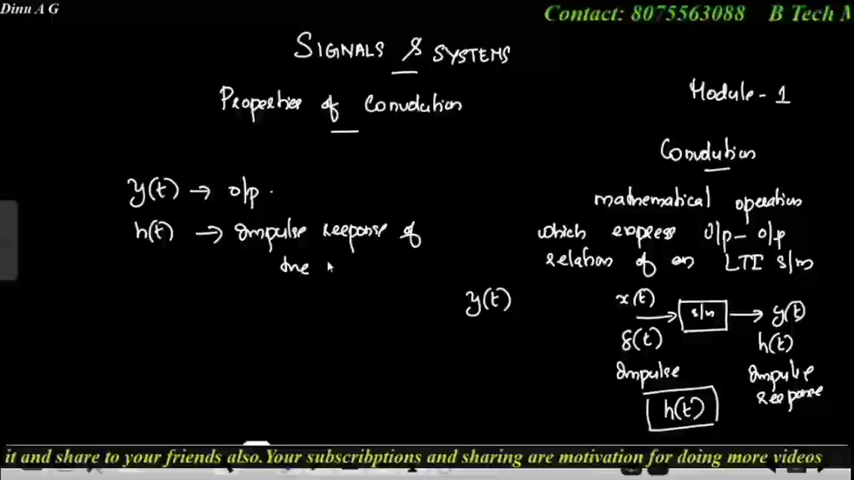 Dinu A G
Contact: 8075563088 B Tech M
SIGNALS & SYSTEMS
Properties of Convolution
Module - 1
Convolution
mathematical operation
which express i/p - o/p
relation of an LTI s/m
y(t) → o/p.
h(t) → Impulse response of
the
y(t)
x(t) s/m y(t)
δ(t) h(t)
Impulse Impulse
response
h(t)
it and share to your friends also. Your subscribptions and sharing are motivation for doing more videos